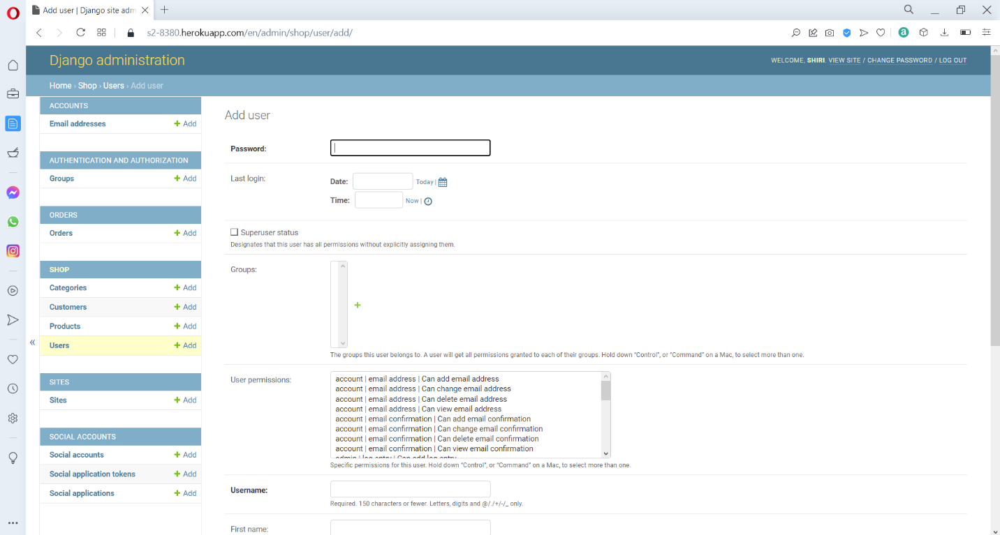 Add user | Django site adm
s2-8380.herokuapp.com/en/admin/shop/user/add/
Django administration
WELCOME, SHIRI. VIEW SITE / CHANGE PASSWORD / LOG OUT
Home › Shop › Users › Add user
ACCOUNTS
Email addresses + Add
AUTHENTICATION AND AUTHORIZATION
Groups + Add
ORDERS
Orders + Add
SHOP
Categories + Add
Customers + Add
Products + Add
Users + Add
«
SITES
Sites + Add
SOCIAL ACCOUNTS
Social accounts + Add
Social application tokens + Add
Social applications + Add
Add user
Password:
Last login:
Date: Today |
Time: Now |
Superuser status
Designates that this user has all permissions without explicitly assigning them.
Groups:
The groups this user belongs to. A user will get all permissions granted to each of their groups. Hold down “Control”, or “Command” on a Mac, to select more than one.
User permissions:
account | email address | Can add email address
account | email address | Can change email address
account | email address | Can delete email address
account | email address | Can view email address
account | email confirmation | Can add email confirmation
account | email confirmation | Can change email confirmation
account | email confirmation | Can delete email confirmation
account | email confirmation | Can view email confirmation
admin | log entry | Can add log entry
Specific permissions for this user. Hold down “Control”, or “Command” on a Mac, to select more than one.
Username:
Required. 150 characters or fewer. Letters, digits and @/./+/-/_ only.
First name: